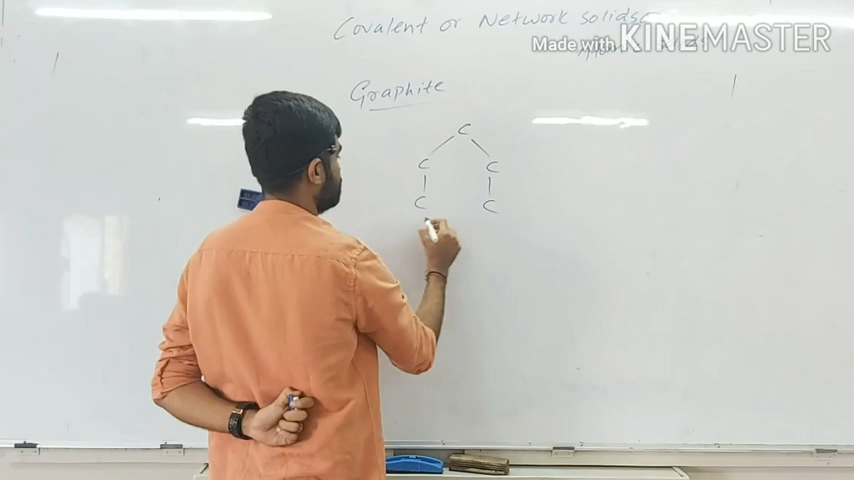 Covalent or Network solids
Made with KINEMASTER
Graphite
C
C C
C C